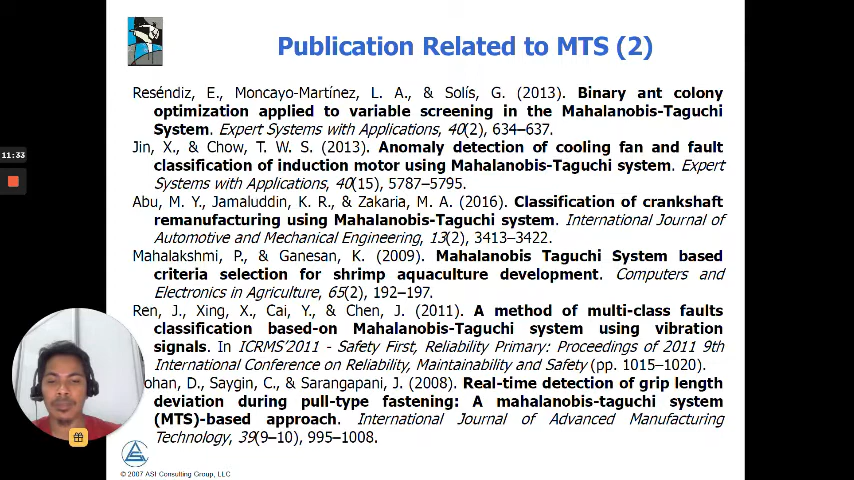 Publication Related to MTS (2)
Reséndiz, E., Moncayo-Martínez, L. A., & Solís, G. (2013). Binary ant colony
optimization applied to variable screening in the Mahalanobis-Taguchi
System. Expert Systems with Applications, 40(2), 634–637.
Jin, X., & Chow, T. W. S. (2013). Anomaly detection of cooling fan and fault
classification of induction motor using Mahalanobis-Taguchi system. Expert
Systems with Applications, 40(15), 5787–5795.
11:33
Abu, M. Y., Jamaluddin, K. R., & Zakaria, M. A. (2016). Classification of crankshaft
remanufacturing using Mahalanobis-Taguchi system. International Journal of
Automotive and Mechanical Engineering, 13(2), 3413–3422.
Mahalakshmi, P., & Ganesan, K. (2009). Mahalanobis Taguchi System based
criteria selection for shrimp aquaculture development. Computers and
Electronics in Agriculture, 65(2), 192–197.
Ren, J., Xing, X., Cai, Y., & Chen, J. (2011). A method of multi-class faults
classification based-on Mahalanobis-Taguchi system using vibration
signals. In ICRMS'2011 - Safety First, Reliability Primary: Proceedings of 2011 9th
International Conference on Reliability, Maintainability and Safety (pp. 1015–1020).
ohan, D., Saygin, C., & Sarangapani, J. (2008). Real-time detection of grip length
deviation during pull-type fastening: A mahalanobis-taguchi system
(MTS)-based approach. International Journal of Advanced Manufacturing
Technology, 39(9–10), 995–1008.
© 2007 ASI Consulting Group, LLC